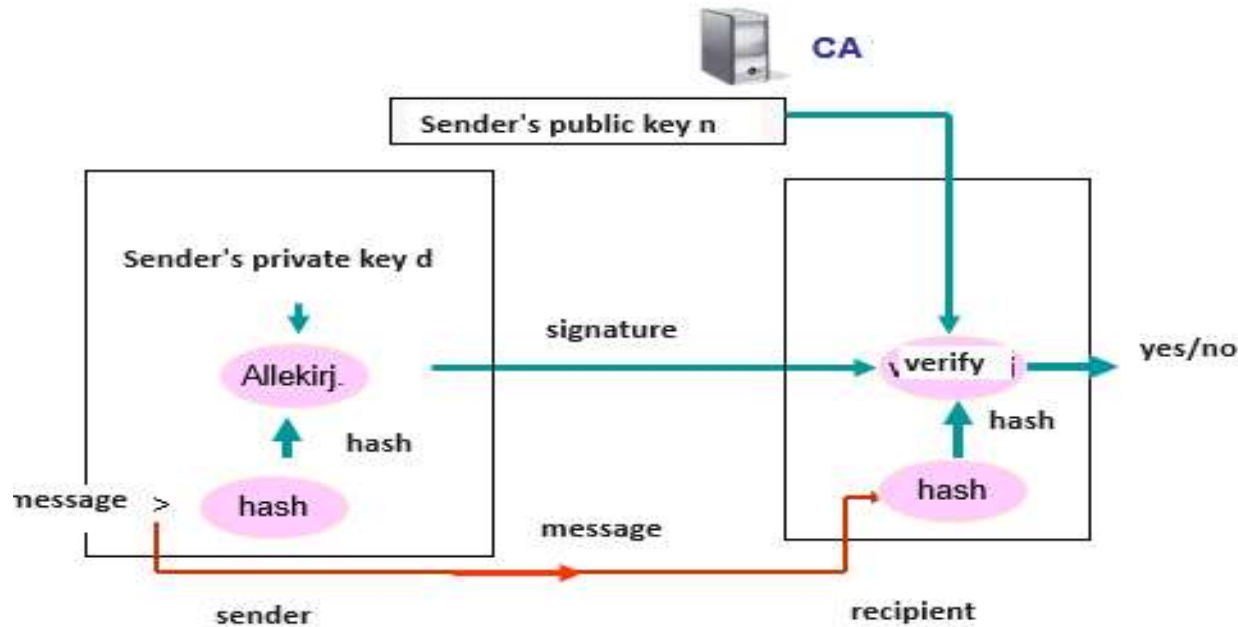 CA
Sender's public key n
Sender's private key d
signature
Allekirj.
verify
yes/no
hash
hash
message >
hash
hash
message
sender
recipient